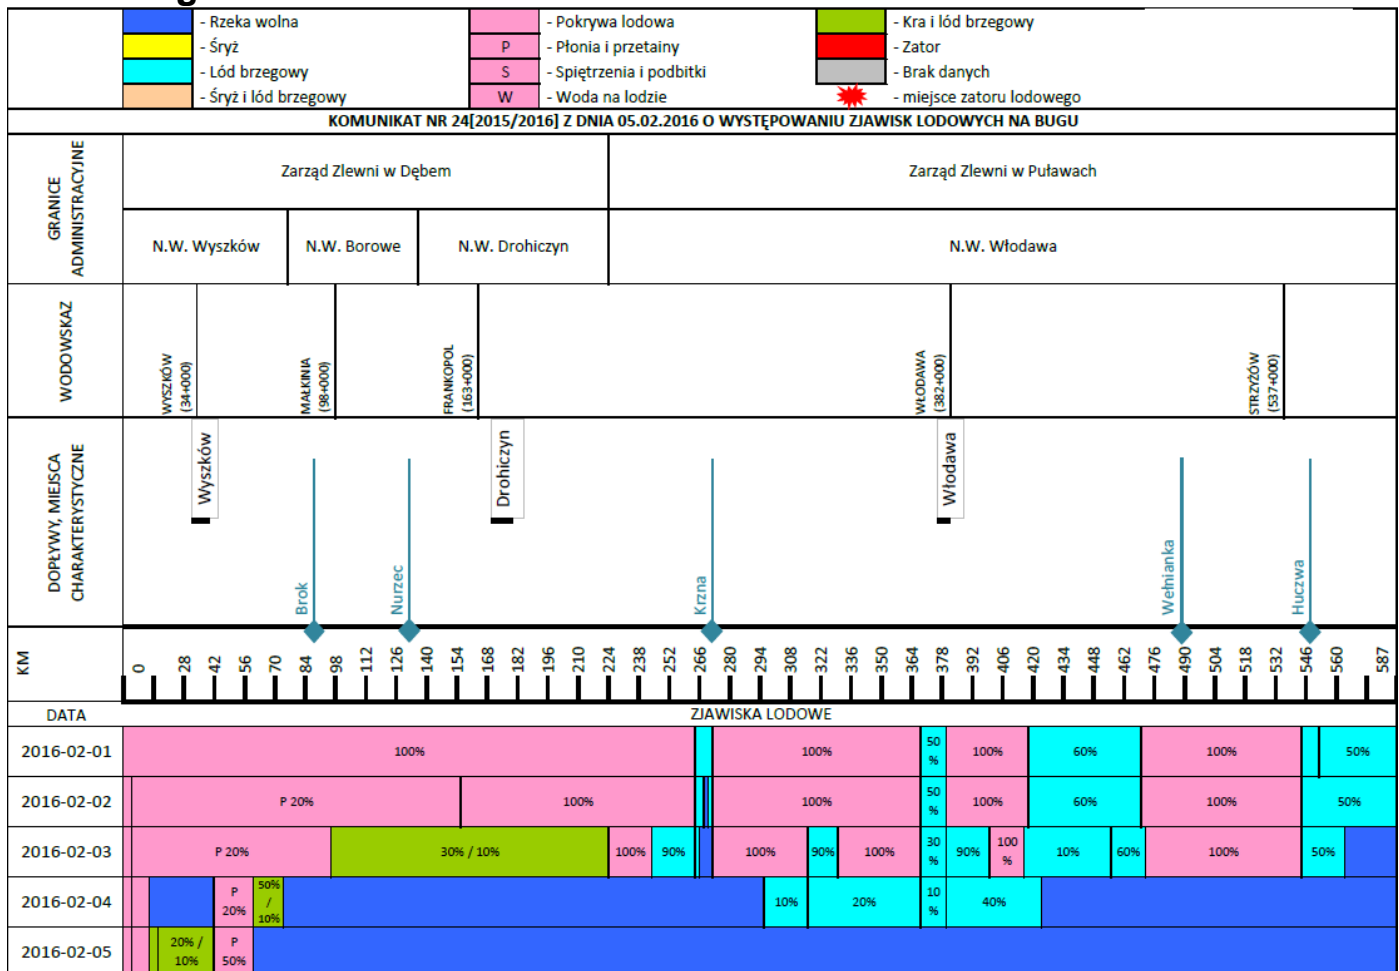 - Rzeka wolna
- Pokrywa lodowa
- Kra i lód brzegowy
- Śryż
P
- Płonia i przetainy
- Zator
- Lód brzegowy
S
- Spiętrzenia i podbitki
- Brak danych
- Śryż i lód brzegowy
W
- Woda na lodzie
- miejsce zatoru lodowego
KOMUNIKAT NR 24[2015/2016] Z DNIA 05.02.2016 O WYSTĘPOWANIU ZJAWISK LODOWYCH NA BUGU
GRANICE
ADMINISTRACYJNE
Zarząd Zlewni w Dębem
Zarząd Zlewni w Puławach
N.W. Wyszków
N.W. Borowe
N.W. Drohiczyn
N.W. Włodawa
WODOWSKAZ
WYSZKÓW
(34+000)
MAŁKINIA
(98+000)
FRANKOPOL
(163+000)
WŁODAWA
(382+000)
STRZYŻÓW
(537+000)
DOPŁYWY, MIEJSCA
CHARAKTERYSTYCZNE
Wyszków
Drohiczyn
Włodawa
Brok
Nurzec
Krzna
Wełnianka
Huczwa
KM
0 28 42 56 70 84 98 112 126 140 154 168 182 196 210 224 238 252 266 280 294 308 322 336 350 364 378 392 406 420 434 448 462 476 490 504 518 532 546 560 587
DATA
ZJAWISKA LODOWE
2016-02-01
100%
100%
50
%
100%
60%
100%
50%
2016-02-02
P 20%
100%
100%
50
%
100%
60%
100%
50%
2016-02-03
P 20%
30% / 10%
100%
90%
100%
90%
100%
30
%
90%
100
%
10%
60%
100%
50%
2016-02-04
P
20%
50%
/
10%
10%
20%
10
%
40%
2016-02-05
20% /
10%
P
50%